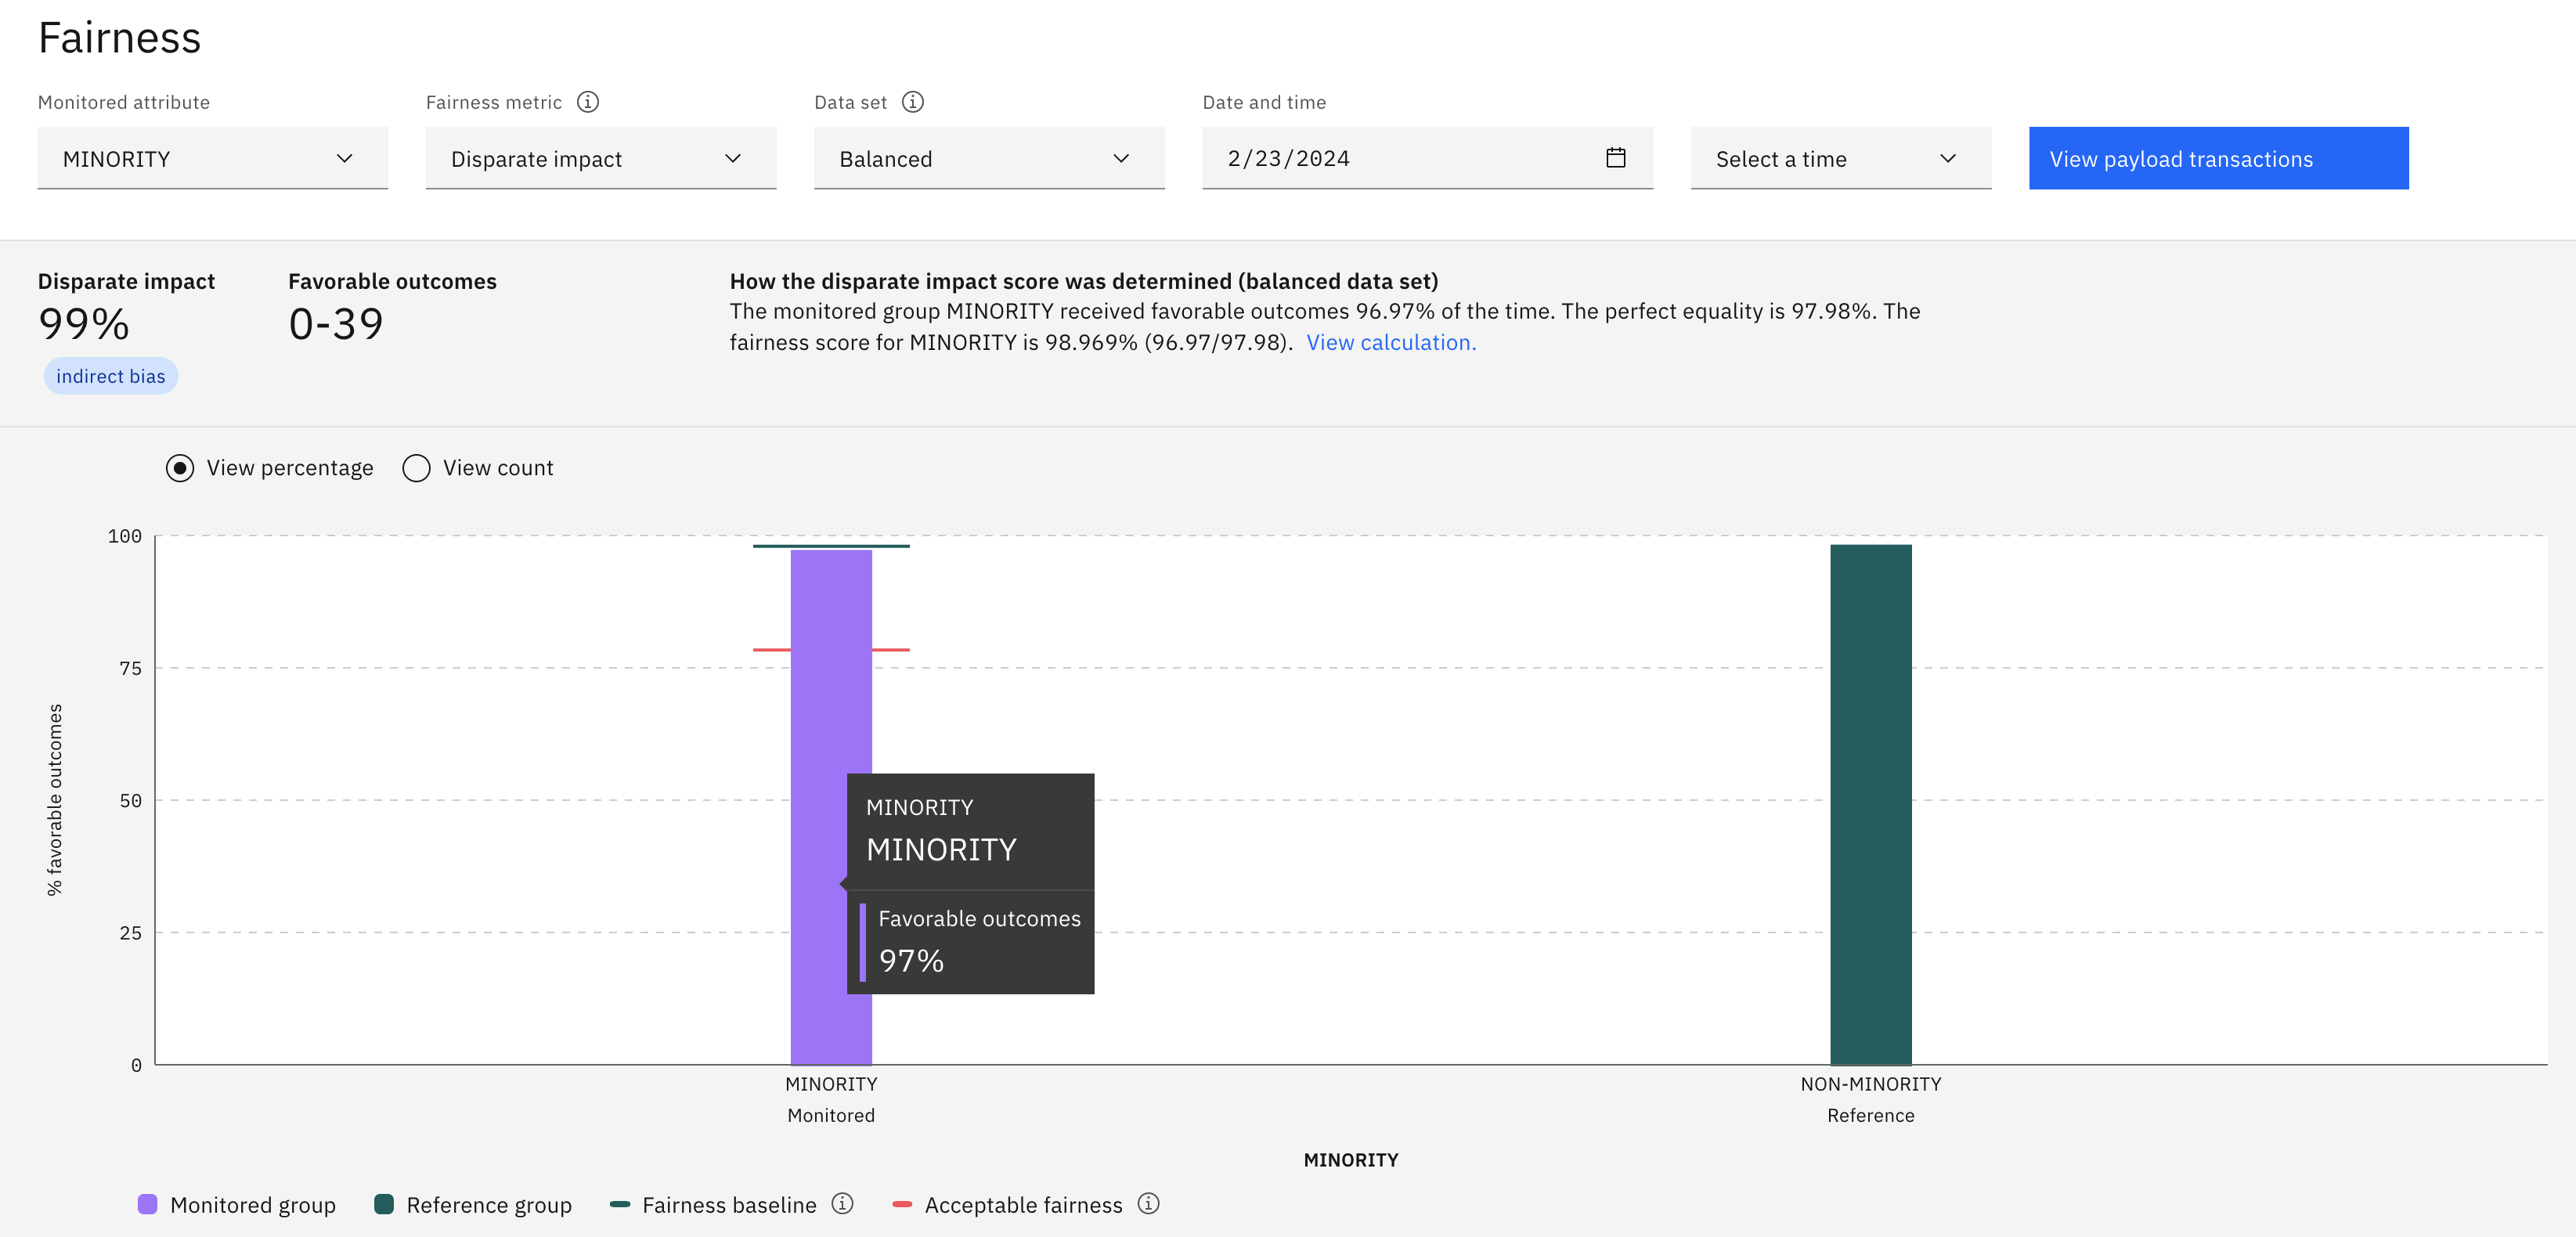 Fairness
Monitored attribute
Fairness metric
Data set
Date and time
MINORITY
Disparate impact
Balanced
2/23/2024
Select a time
View payload transactions
Disparate impact
99%
indirect bias
Favorable outcomes
0-39
How the disparate impact score was determined (balanced data set)
The monitored group MINORITY received favorable outcomes 96.97% of the time. The perfect equality is 97.98%. The
fairness score for MINORITY is 98.969% (96.97/97.98). View calculation.
View percentage
View count
% favorable outcomes
100
75
50
25
0
MINORITY
MINORITY
Favorable outcomes
97%
MINORITY
Monitored
NON-MINORITY
Reference
MINORITY
Monitored group
Reference group
Fairness baseline
Acceptable fairness